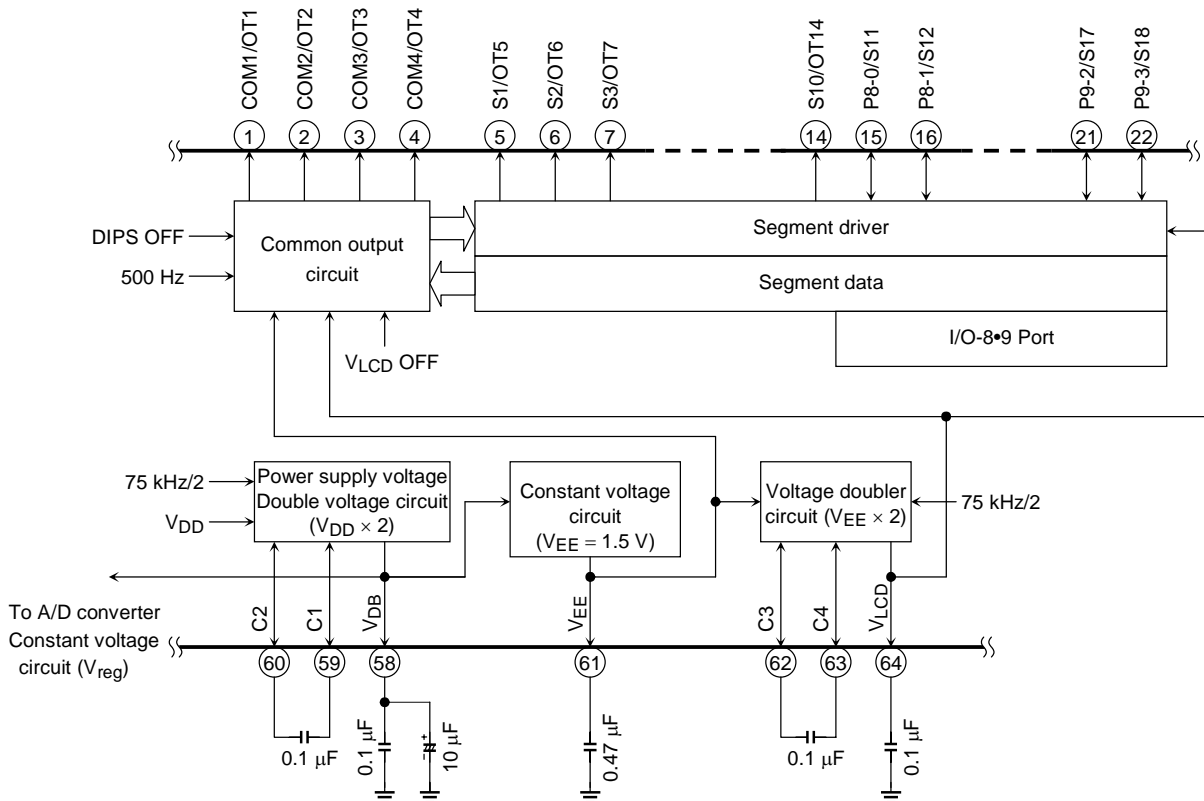 COM1/OT1
COM2/OT2
COM3/OT3
COM4/OT4
S1/OT5
S2/OT6
S3/OT7
S10/OT14
P8-0/S11
P8-1/S12
P9-2/S17
P9-3/S18
1
2
3
4
5
6
7
14
15
16
21
22
DIPS OFF
500 Hz
Common output
circuit
Segment driver
Segment data
I/O-8•9 Port
VLCD OFF
75 kHz/2
VDD
Power supply voltage
Double voltage circuit
(VDD × 2)
Constant voltage
circuit
(VEE = 1.5 V)
Voltage doubler
circuit (VEE × 2)
75 kHz/2
To A/D converter
Constant voltage
circuit (Vreg)
C2
C1
VDB
VEE
C3
C4
VLCD
60
59
58
61
62
63
64
0.1 μF
0.1 μF
+
-
10 μF
0.47 μF
0.1 μF
0.1 μF